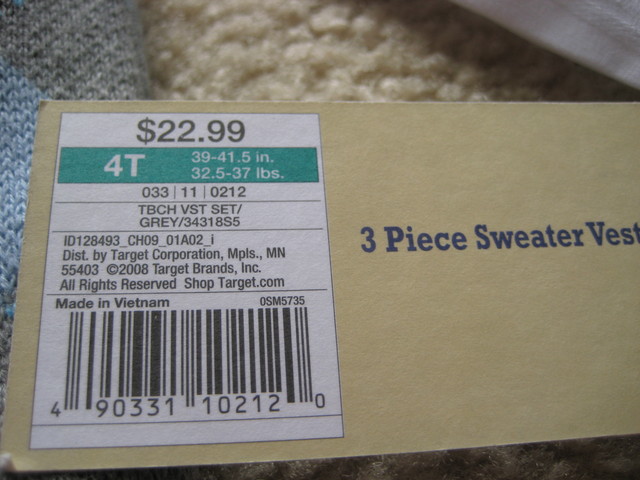 $22.99
4T 39-41.5 in.
32.5-37 lbs.
033 | 11 | 0212
TBCH VST SET/
GREY/34318S5
ID128493_CH09_01A02_i
Dist. by Target Corporation, Mpls., MN
55403 ©2008 Target Brands, Inc.
All Rights Reserved Shop Target.com
Made in Vietnam 0SM5735
4 90331 10212 0
3 Piece Sweater Vest